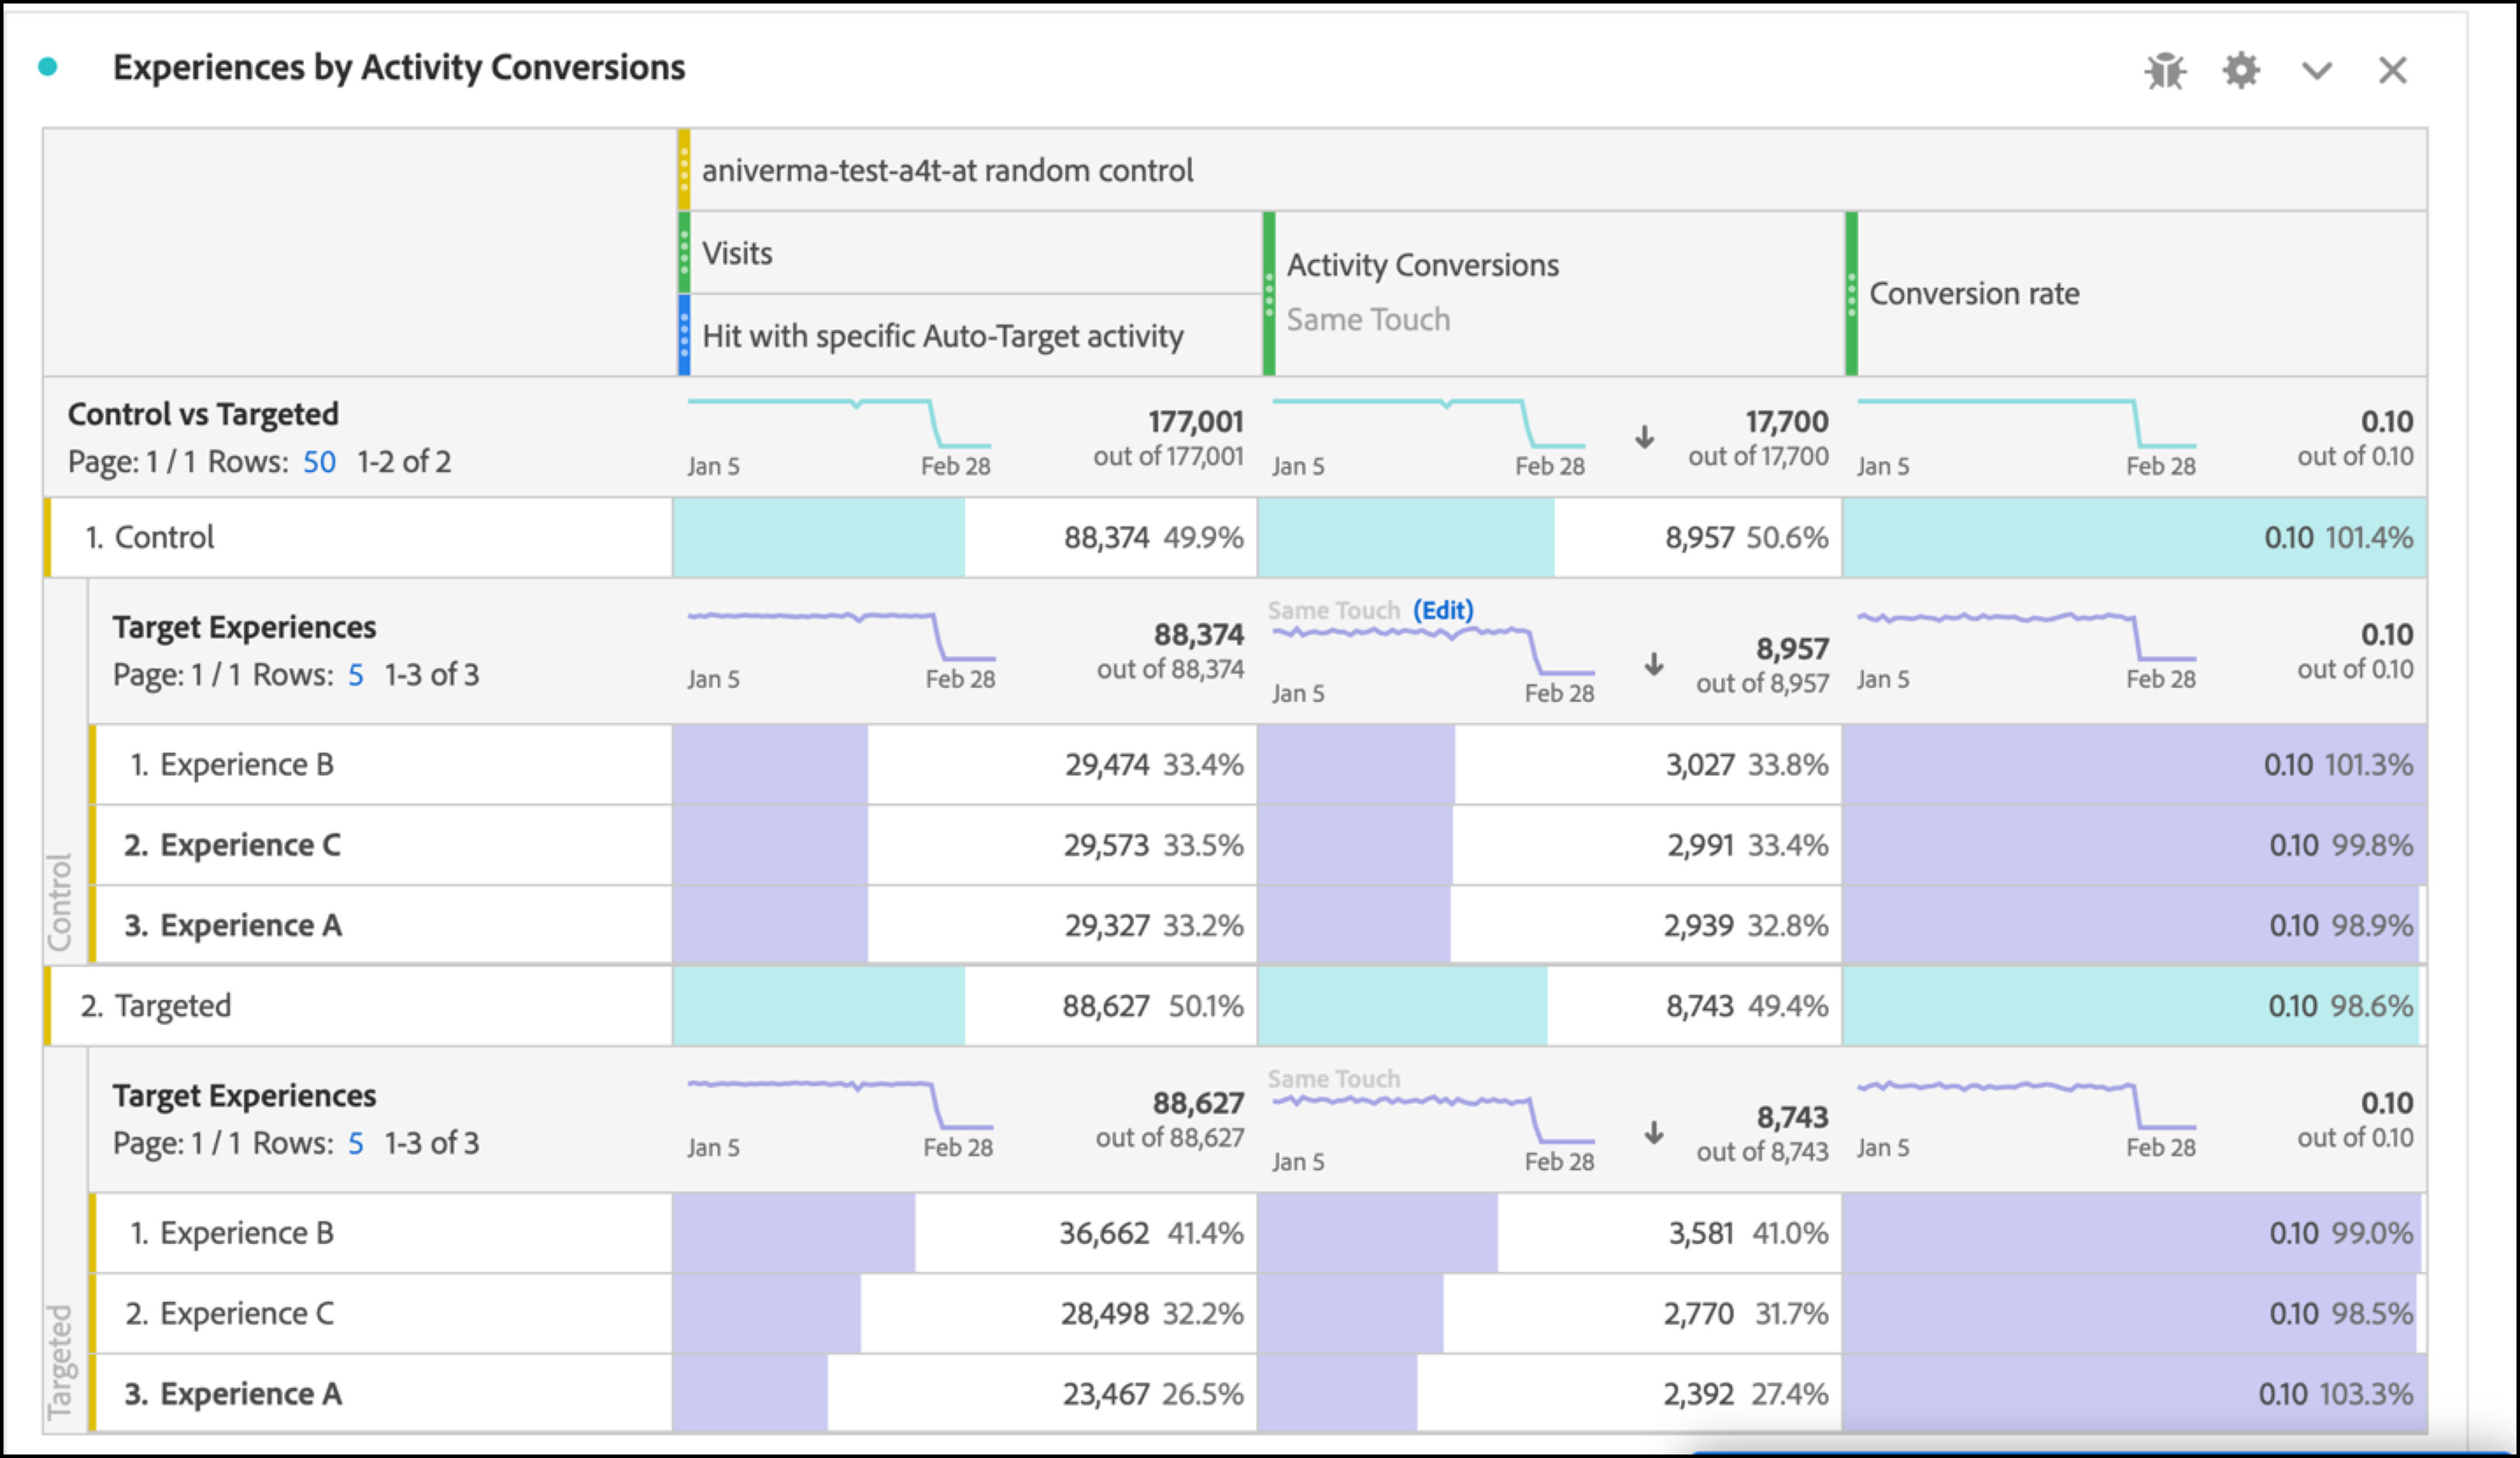 Experiences by Activity Conversions
aniverma-test-a4t-at random control
Visits
Hit with specific Auto-Target activity
Activity Conversions
Same Touch
Conversion rate
Control vs Targeted
Page: 1 / 1 Rows: 50 1-2 of 2
Jan 5 Feb 28
177,001
out of 177,001
Jan 5 Feb 28
17,700
out of 17,700
Jan 5 Feb 28
0.10
out of 0.10
1. Control 88,374 49.9% 8,957 50.6% 0.10 101.4%
Control
Target Experiences
Page: 1 / 1 Rows: 5 1-3 of 3
Jan 5 Feb 28
88,374
out of 88,374
Same Touch (Edit)
Jan 5 Feb 28
8,957
out of 8,957
Jan 5 Feb 28
0.10
out of 0.10
1. Experience B 29,474 33.4% 3,027 33.8% 0.10 101.3%
2. Experience C 29,573 33.5% 2,991 33.4% 0.10 99.8%
3. Experience A 29,327 33.2% 2,939 32.8% 0.10 98.9%
2. Targeted 88,627 50.1% 8,743 49.4% 0.10 98.6%
Targeted
Target Experiences
Page: 1 / 1 Rows: 5 1-3 of 3
Jan 5 Feb 28
88,627
out of 88,627
Same Touch
Jan 5 Feb 28
8,743
out of 8,743
Jan 5 Feb 28
0.10
out of 0.10
1. Experience B 36,662 41.4% 3,581 41.0% 0.10 99.0%
2. Experience C 28,498 32.2% 2,770 31.7% 0.10 98.5%
3. Experience A 23,467 26.5% 2,392 27.4% 0.10 103.3%